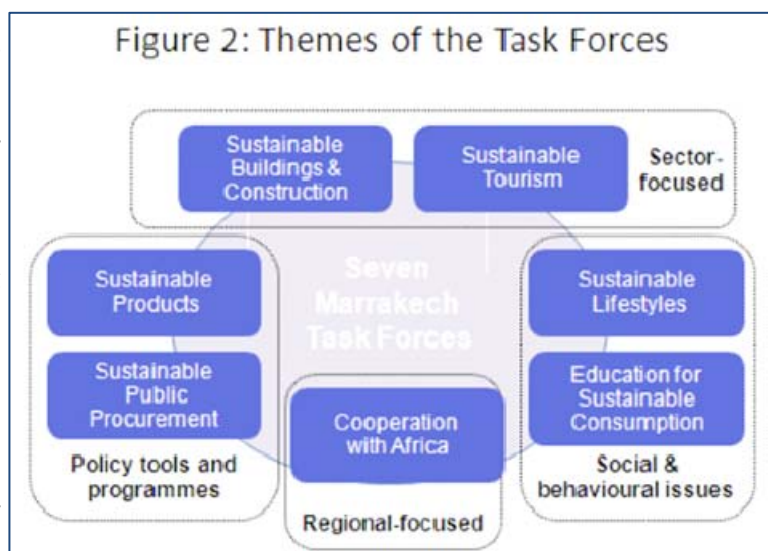 Figure 2: Themes of the Task Forces
Sustainable
Buildings &
Construction
Sustainable
Tourism
Sector-
focused
Sustainable
Products
Sustainable
Public
Procurement
Policy tools and
programmes
Seven
Marrakech
Task Forces
Cooperation
with Africa
Regional-focused
Sustainable
Lifestyles
Education for
Sustainable
Consumption
Social &
behavioural issues